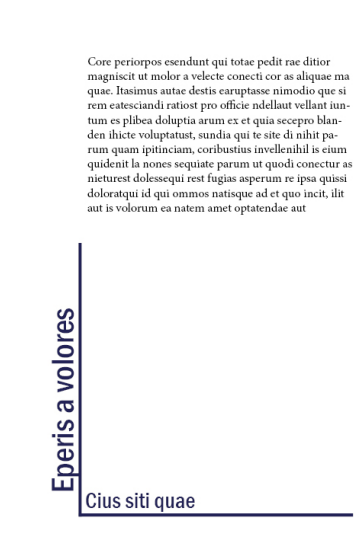 Core periorpos esendunt qui totae pedit rae ditior
magniscit ut molor a velecte conecti cor as aliquae ma
quae. Itasimus autae destis earuptasse nimodio que si
rem eatesciandi ratiost pro officie ndellaut vellant iun-
tum es plibea doluptia arum ex et quia secepro blan-
den ihicte voluptatust, sundia qui te site di nihit pa-
rum quam ipitinciam, coribustius invellenihil is eium
quidenit la nones sequiate parum ut quodi conectur as
nieturest dolessequi rest fugias asperum re ipsa quissi
doloratqui id qui ommos natisque ad et quo incit, ilit
aut is volorum ea natem amet optatendae aut
Eperis a volores
Cius siti quae